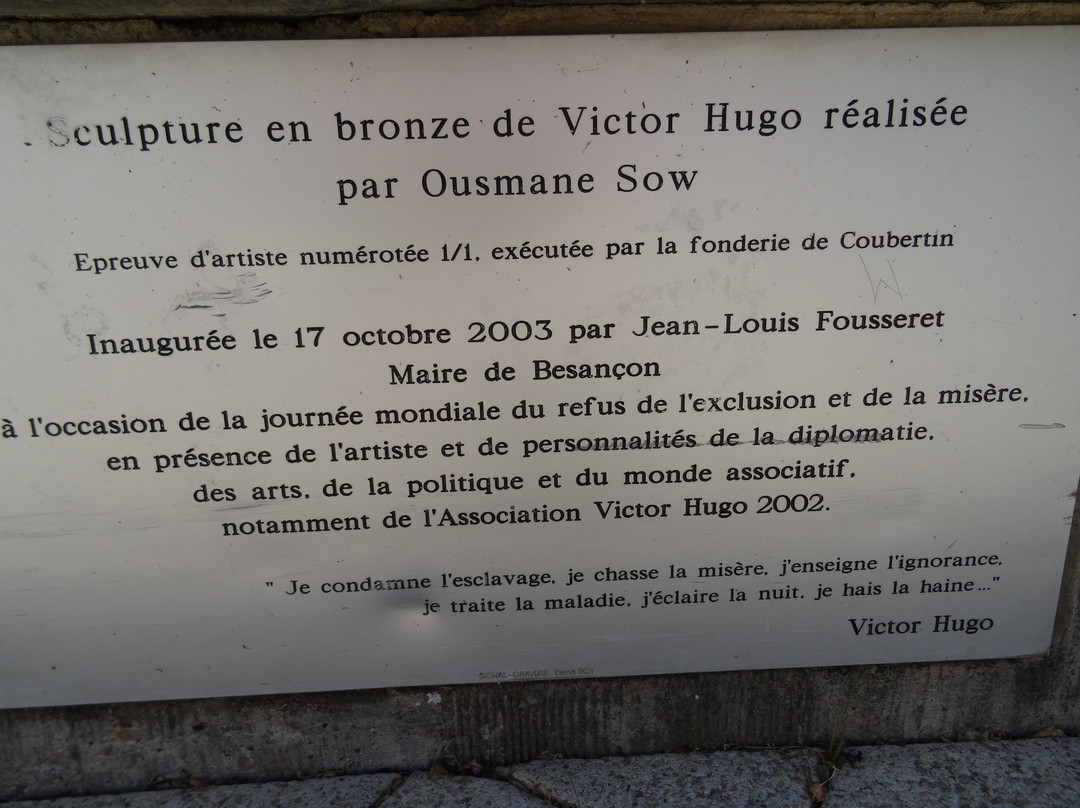 Sculpture en bronze de Victor Hugo réalisée
par Ousmane Sow
Epreuve d'artiste numérotée 1/1, exécutée par la fonderie de Coubertin
Inaugurée le 17 octobre 2003 par Jean-Louis Fousseret
Maire de Besançon
à l'occasion de la journée mondiale du refus de l'exclusion et de la misère,
en présence de l'artiste et de personnalités de la diplomatie,
des arts, de la politique et du monde associatif,
notamment de l'Association Victor Hugo 2002.
" Je condamne l'esclavage, je chasse la misère, j'enseigne l'ignorance,
je traite la maladie, j'éclaire la nuit, je hais la haine..."
Victor Hugo
SIGNAL-GRAVURE Denis ROY